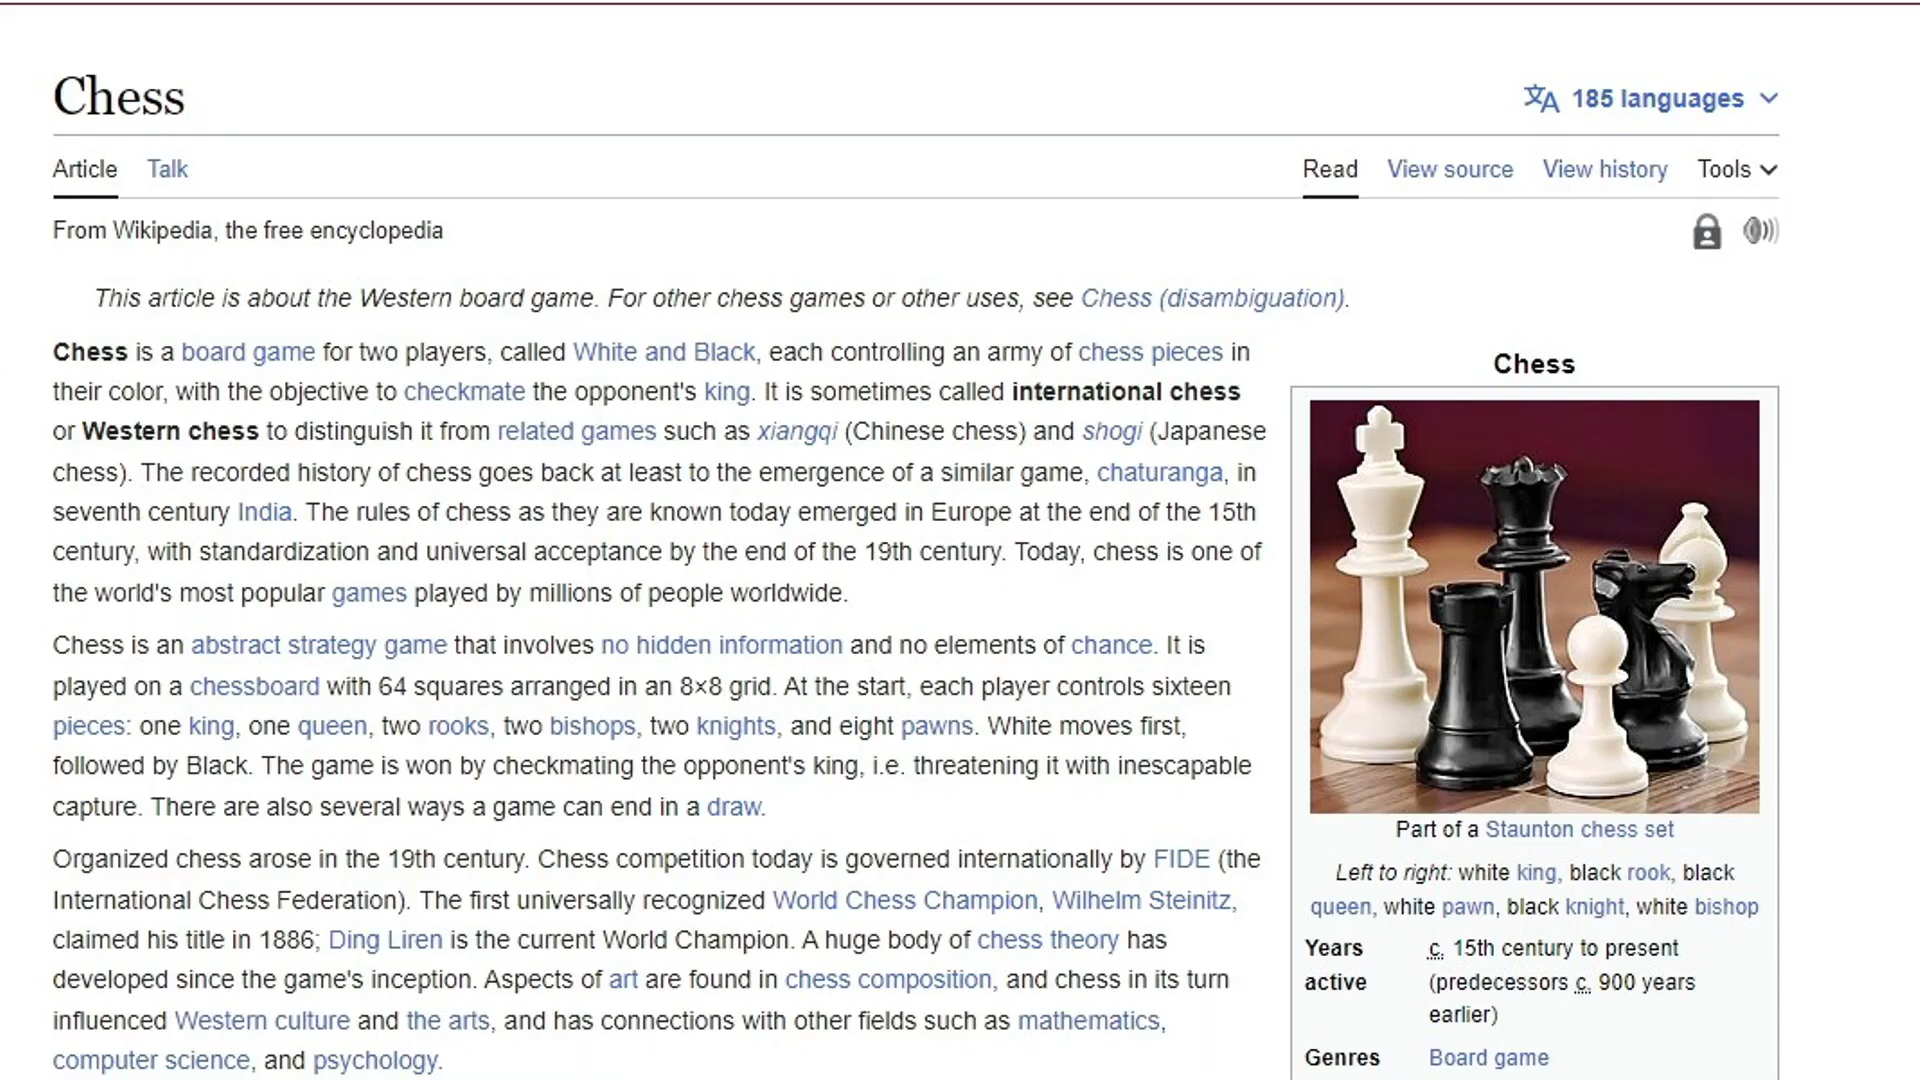 Chess
185 languages
Article Talk
Read View source View history Tools
From Wikipedia, the free encyclopedia
This article is about the Western board game. For other chess games or other uses, see Chess (disambiguation).
Chess is a board game for two players, called White and Black, each controlling an army of chess pieces in
their color, with the objective to checkmate the opponent's king. It is sometimes called international chess
or Western chess to distinguish it from related games such as xiangqi (Chinese chess) and shogi (Japanese
chess). The recorded history of chess goes back at least to the emergence of a similar game, chaturanga, in
seventh century India. The rules of chess as they are known today emerged in Europe at the end of the 15th
century, with standardization and universal acceptance by the end of the 19th century. Today, chess is one of
the world's most popular games played by millions of people worldwide.
Chess is an abstract strategy game that involves no hidden information and no elements of chance. It is
played on a chessboard with 64 squares arranged in an 8×8 grid. At the start, each player controls sixteen
pieces: one king, one queen, two rooks, two bishops, two knights, and eight pawns. White moves first,
followed by Black. The game is won by checkmating the opponent's king, i.e. threatening it with inescapable
capture. There are also several ways a game can end in a draw.
Organized chess arose in the 19th century. Chess competition today is governed internationally by FIDE (the
International Chess Federation). The first universally recognized World Chess Champion, Wilhelm Steinitz,
claimed his title in 1886; Ding Liren is the current World Champion. A huge body of chess theory has
developed since the game's inception. Aspects of art are found in chess composition, and chess in its turn
influenced Western culture and the arts, and has connections with other fields such as mathematics,
computer science, and psychology.
Chess
Part of a Staunton chess set
Left to right: white king, black rook, black
queen, white pawn, black knight, white bishop
Years active
c. 15th century to present
(predecessors c. 900 years
earlier)
Genres Board game